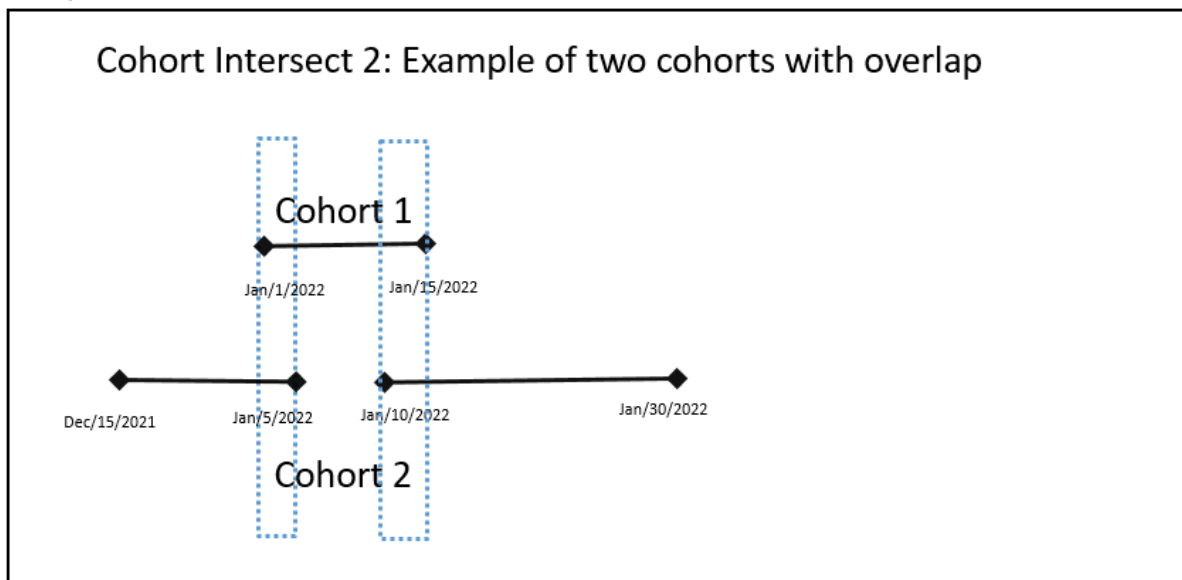 Cohort Intersect 2: Example of two cohorts with overlap
Cohort 1
Jan/1/2022 Jan/15/2022
Dec/15/2021 Jan/5/2022 Jan/10/2022 Jan/30/2022
Cohort 2